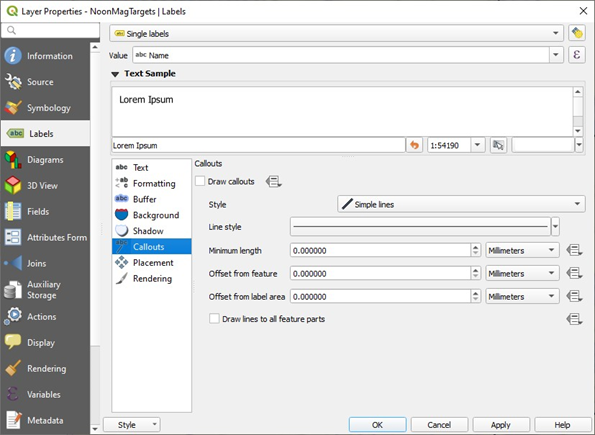 Layer Properties - NoonMagTargets | Labels
Single labels
Value abc Name ε
Text Sample
Lorem Ipsum
Lorem Ipsum 1:54190
Information
Source
Symbology
abc Labels
Diagrams
3D View
Fields
Attributes Form
Joins
Auxiliary
Storage
Actions
Display
Rendering
Variables
Metadata
abc Text
Formatting
abc Buffer
Background
Shadow
Callouts
Placement
Rendering
Callouts
Draw callouts
Style Simple lines
Line style
Minimum length 0.000000 Millimeters
Offset from feature 0.000000 Millimeters
Offset from label area 0.000000 Millimeters
Draw lines to all feature parts
Style OK Cancel Apply Help